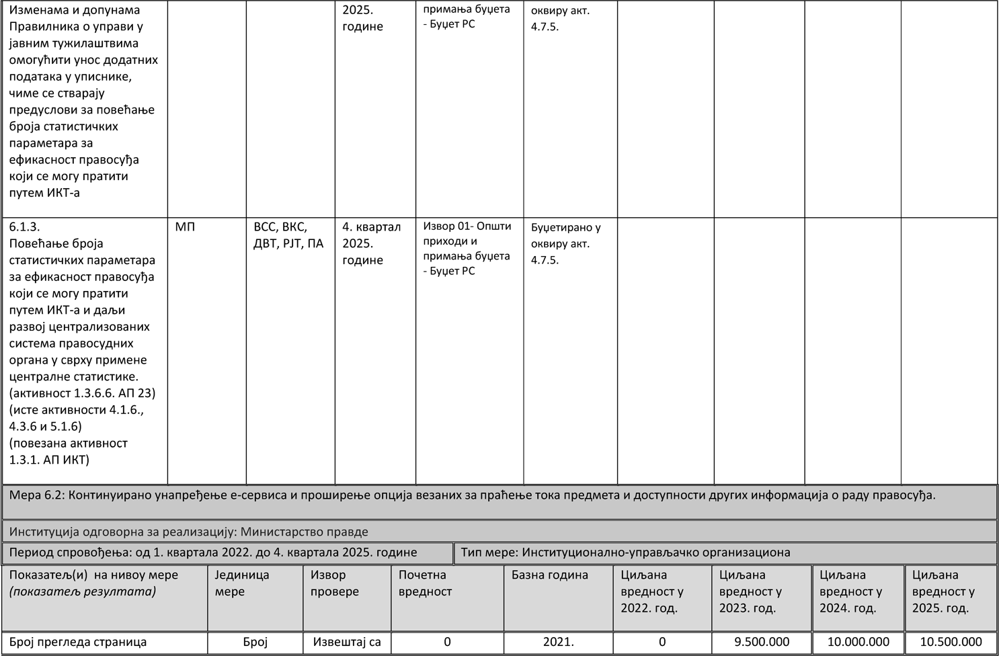 Изменама и допунама
Правилника о управи у
јавним тужилаштвима
омогућити унос додатних
података у уписнике,
чиме се стварају
предуслови за повећање
броја статистичких
параметара за
ефикасност правосуђа
који се могу пратити
путем ИКТ-а
2025.
године
примања буџета
- Буџет РС
оквиру акт.
4.7.5.
6.1.3.
Повећање броја
статистичких параметара
за ефикасност правосуђа
који се могу пратити
путем ИКТ-а и даљи
развој централизованих
система правосудних
органа у сврху примене
централне статистике.
(активност 1.3.6.6. АП 23)
(исте активности 4.1.6.,
4.3.6 и 5.1.6)
(повезана активност
1.3.1. АП ИКТ)
МП
ВСС, ВКС,
ДВТ, РЈТ, ПА
4. квартал
2025.
године
Извор 01- Општи
приходи и
примања буџета
- Буџет РС
Буџетирано у
оквиру акт.
4.7.5.
Мера 6.2: Континуирано унапређење е-сервиса и проширење опција везаних за праћење тока предмета и доступности других информација о раду правосуђа.
Институција одговорна за реализацију: Министарство правде
Период спровођења: од 1. квартала 2022. до 4. квартала 2025. године
Тип мере: Институционално-управљачко организациона
Показатељ(и)  на нивоу мере
(показатељ резултата)
Јединица
мере
Извор
провере
Почетна
вредност
Базна година
Циљана
вредност у
2022. год.
Циљана
вредност у
2023. год.
Циљана
вредност у
2024. год.
Циљана
вредност у
2025. год.
Број прегледа страница
Број
Извештај са
0
2021.
0
9.500.000
10.000.000
10.500.000